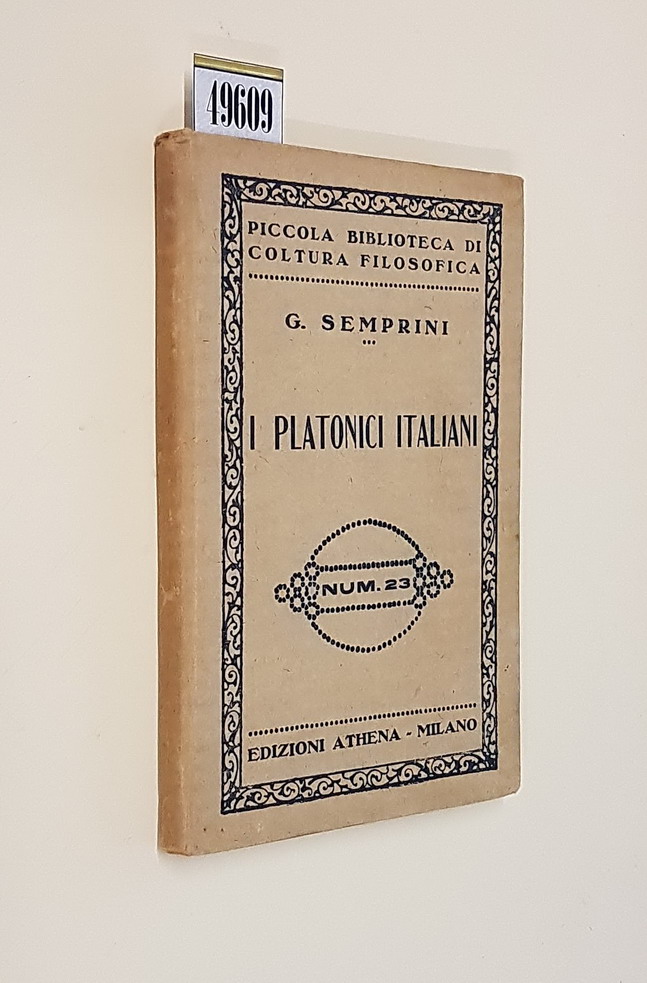 49609
PICCOLA BIBLIOTECA DI
COLTURA FILOSOFICA
G. SEMPRINI
I PLATONICI ITALIANI
NUM. 23
EDIZIONI ATHENA - MILANO